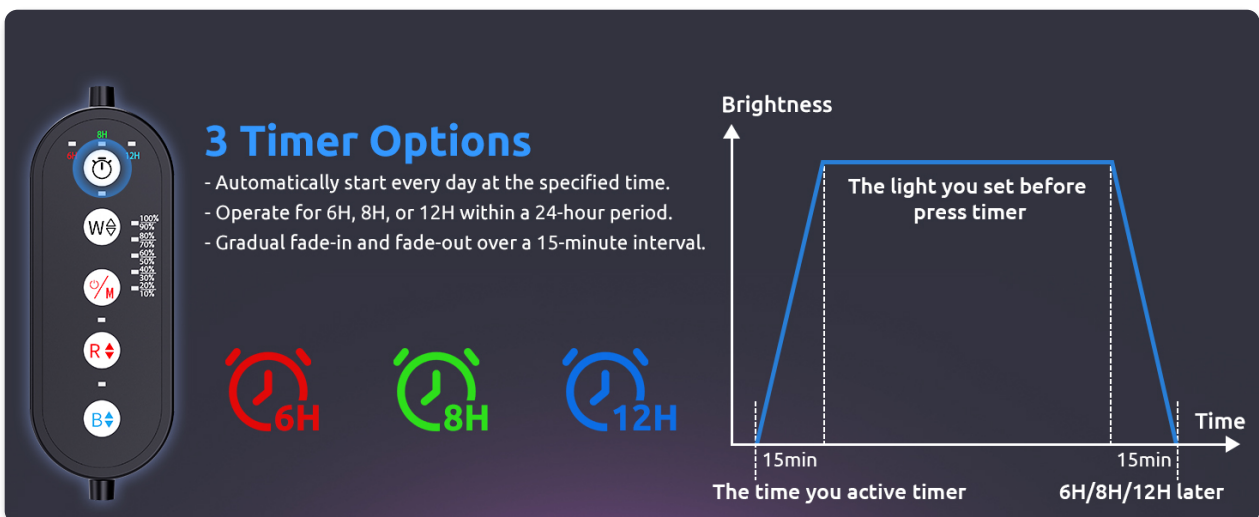 8H
6H
12H
W
100%
90%
80%
70%
60%
50%
40%
30%
20%
10%
M
R
B
3 Timer Options
- Automatically start every day at the specified time.
- Operate for 6H, 8H, or 12H within a 24-hour period.
- Gradual fade-in and fade-out over a 15-minute interval.
6H
8H
12H
Brightness
The light you set before
press timer
Time
15min
15min
The time you active timer
6H/8H/12H later